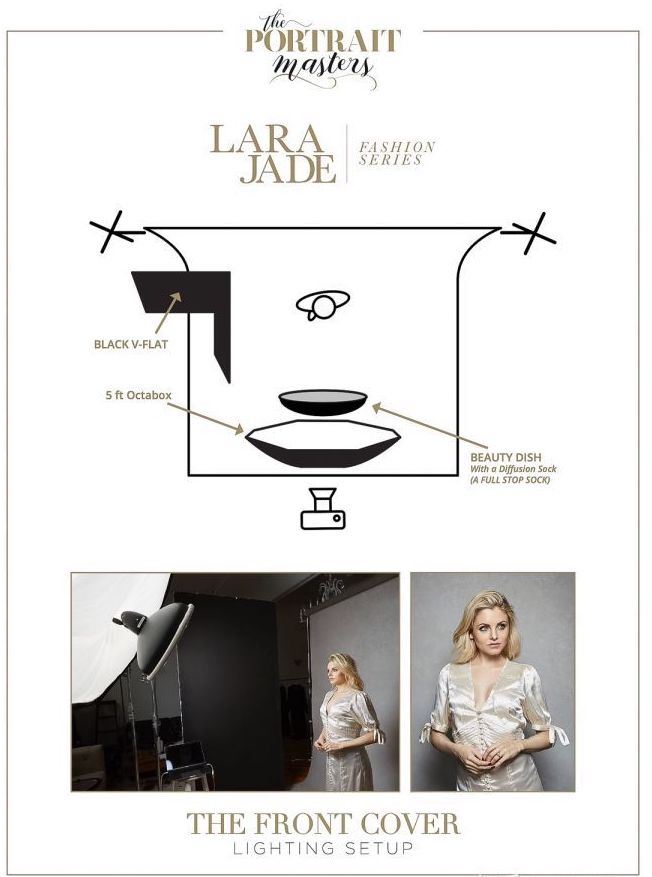 The
PORTRAIT
masters
LARA
JADE
FASHION
SERIES
BLACK V-FLAT
5 ft Octabox
BEAUTY DISH
With a Diffusion Sock
(A FULL STOP SOCK)
THE FRONT COVER
LIGHTING SETUP